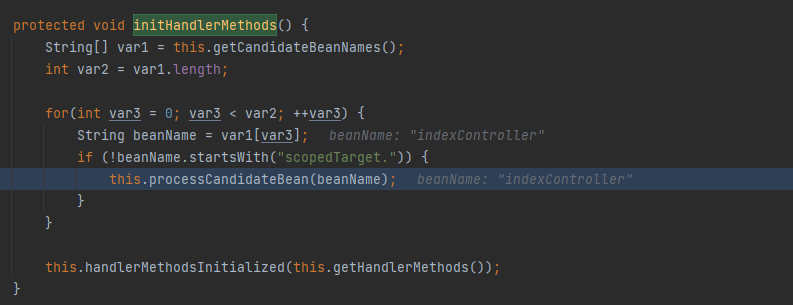 protected void initHandlerMethods() {
    String[] var1 = this.getCandidateBeanNames();
    int var2 = var1.length;

    for(int var3 = 0; var3 < var2; ++var3) {
        String beanName = var1[var3];   beanName: "indexController"
        if (!beanName.startsWith("scopedTarget.")) {
            this.processCandidateBean(beanName);   beanName: "indexController"
        }
    }

    this.handlerMethodsInitialized(this.getHandlerMethods());
}